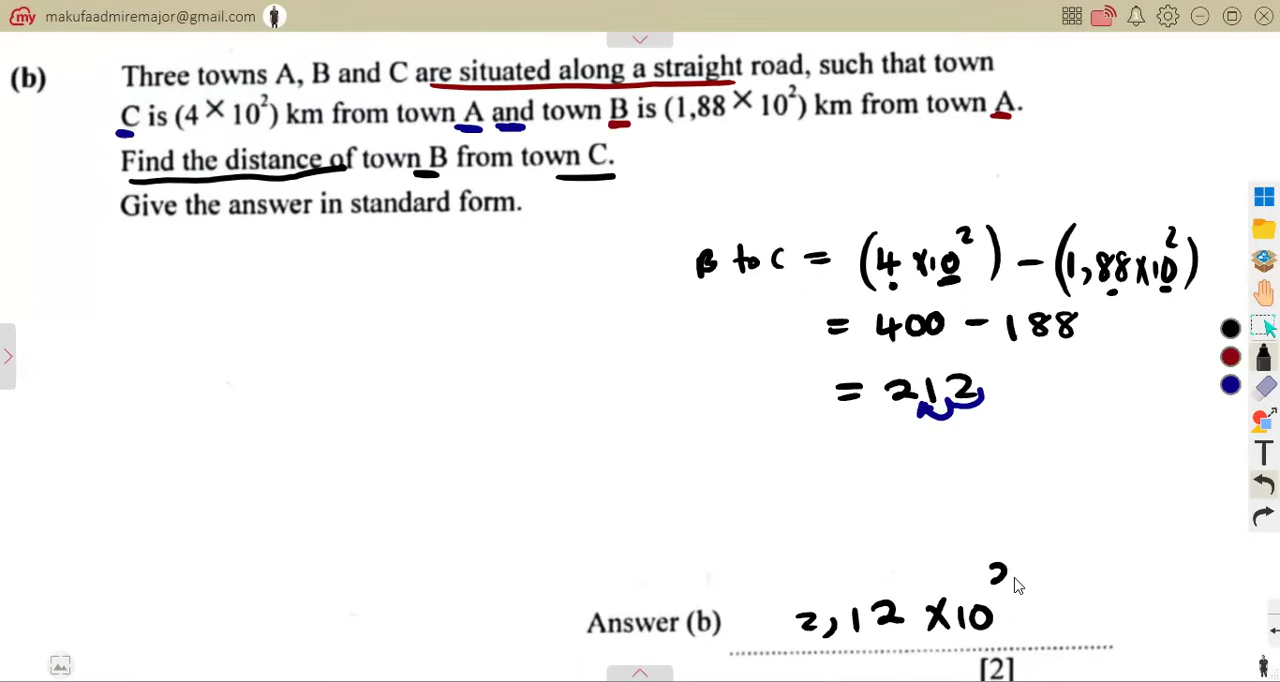 my makufaadmiremajor@gmail.com
(b) Three towns A, B and C are situated along a straight road, such that town
C is (4 × 10²) km from town A and town B is (1,88 × 10²) km from town A.
Find the distance of town B from town C.
Give the answer in standard form.
B to C = (4 ×10²) - (1,88×10²)
= 400 - 188
= 212
Answer (b) 2,12 ×10²
[2]
T